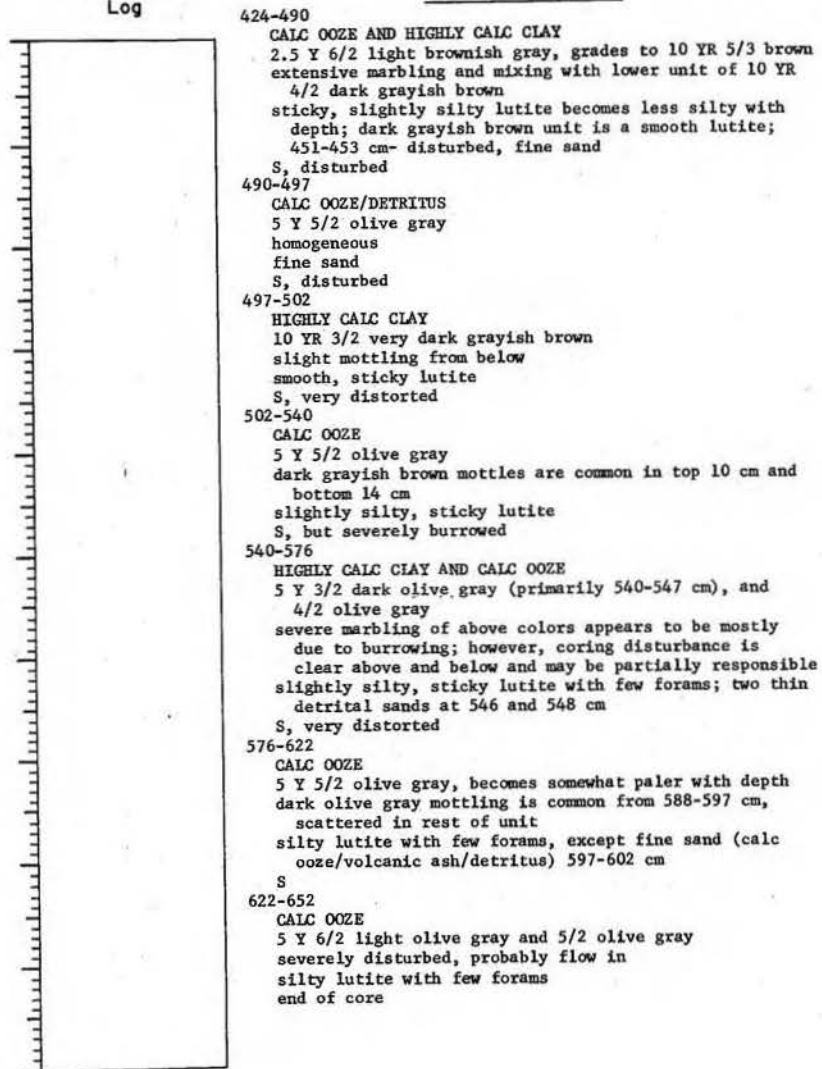 Log
424-490
CALC OOZE AND HIGHLY CALC CLAY
2.5 Y 6/2 light brownish gray, grades to 10 YR 5/3 brown
extensive marbling and mixing with lower unit of 10 YR
4/2 dark grayish brown
sticky, slightly silty lutite becomes less silty with
depth; dark grayish brown unit is a smooth lutite;
451-453 cm- disturbed, fine sand
S, disturbed
490-497
CALC OOZE/DETRITUS
5 Y 5/2 olive gray
homogeneous
fine sand
S, disturbed
497-502
HIGHLY CALC CLAY
10 YR 3/2 very dark grayish brown
slight mottling from below
smooth, sticky lutite
S, very distorted
502-540
CALC OOZE
5 Y 5/2 olive gray
dark grayish brown mottles are common in top 10 cm and
bottom 14 cm
slightly silty, sticky lutite
S, but severely burrowed
540-576
HIGHLY CALC CLAY AND CALC OOZE
5 Y 3/2 dark olive gray (primarily 540-547 cm), and
4/2 olive gray
severe marbling of above colors appears to be mostly
due to burrowing; however, coring disturbance is
clear above and below and may be partially responsible
slightly silty, sticky lutite with few forams; two thin
detrital sands at 546 and 548 cm
S, very distorted
576-622
CALC OOZE
5 Y 5/2 olive gray, becomes somewhat paler with depth
dark olive gray mottling is common from 588-597 cm,
scattered in rest of unit
silty lutite with few forams, except fine sand (calc
ooze/volcanic ash/detritus) 597-602 cm
S
622-652
CALC OOZE
5 Y 6/2 light olive gray and 5/2 olive gray
severely disturbed, probably flow in
silty lutite with few forams
end of core